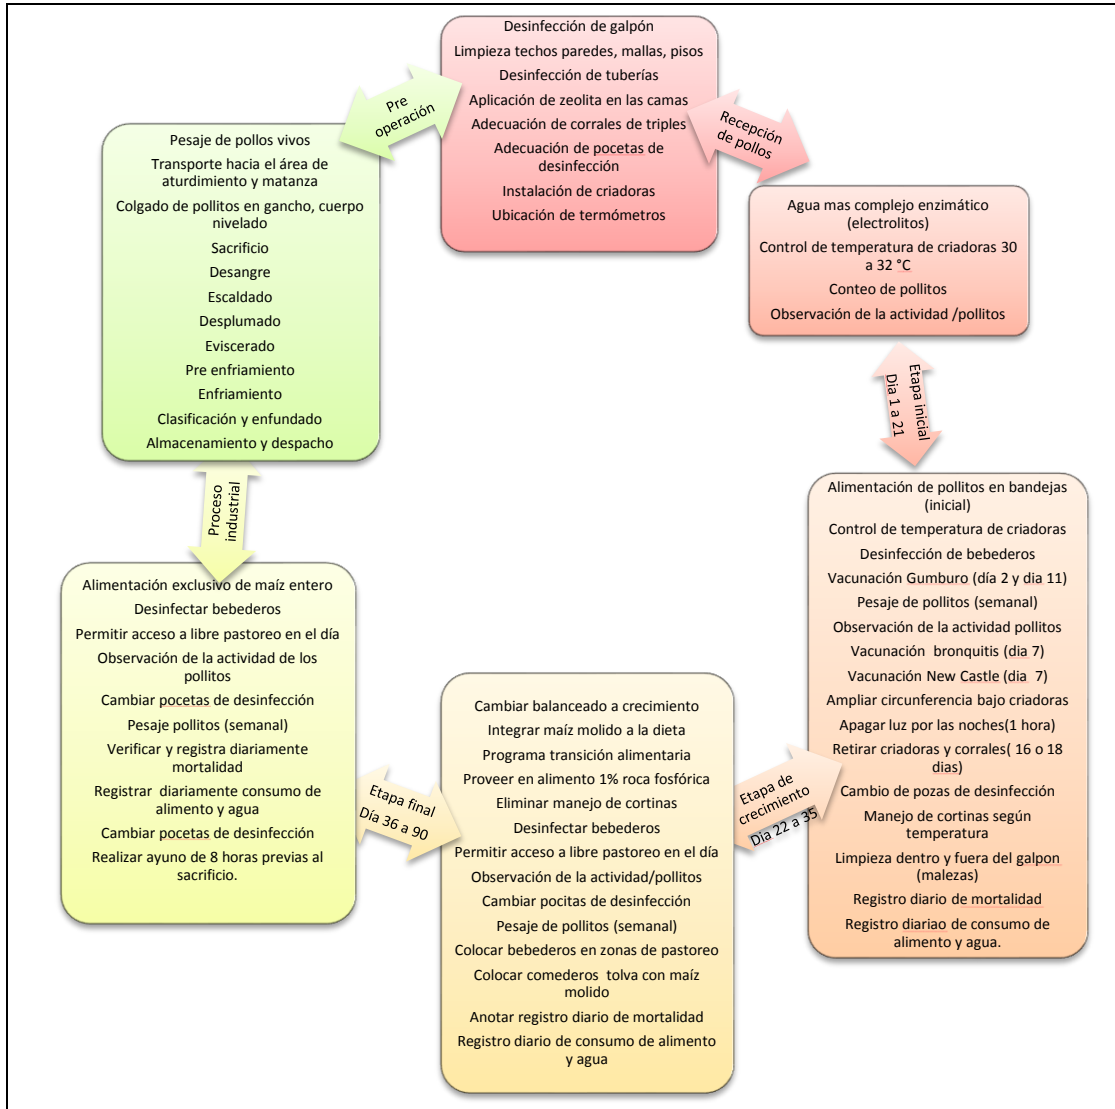 Desinfección de galpón
Limpieza techos paredes, mallas, pisos
Desinfección de tuberías
Aplicación de zeolita en las camas
Adecuación de corrales de triples
Adecuación de pocetas de
desinfección
Instalación de criadoras
Ubicación de termómetros
Recepción
de pollos
Agua mas complejo enzimático
(electrolitos)
Control de temperatura de criadoras 30
a 32 °C
Conteo de pollitos
Observación de la actividad /pollitos
Etapa inicial
Dia 1 a 21
Alimentación de pollitos en bandejas
(inicial)
Control de temperatura de criadoras
Desinfección de bebederos
Vacunación Gumburo (día 2 y dia 11)
Pesaje de pollitos (semanal)
Observación de la actividad pollitos
Vacunación bronquitis (dia 7)
Vacunación New Castle (dia 7)
Ampliar circunferencia bajo criadoras
Apagar luz por las noches(1 hora)
Retirar criadoras y corrales( 16 o 18
dias)
Cambio de pozas de desinfección
Manejo de cortinas según
temperatura
Limpieza dentro y fuera del galpon
(malezas)
Registro diario de mortalidad
Registro diariao de consumo de
alimento y agua.
Etapa de
crecimiento
Dia 22 a 35
Cambiar balanceado a crecimiento
Integrar maíz molido a la dieta
Programa transición alimentaria
Proveer en alimento 1% roca fosfórica
Eliminar manejo de cortinas
Desinfectar bebederos
Permitir acceso a libre pastoreo en el día
Observación de la actividad/pollitos
Cambiar pocitas de desinfección
Pesaje de pollitos (semanal)
Colocar bebederos en zonas de pastoreo
Colocar comederos tolva con maíz
molido
Anotar registro diario de mortalidad
Registro diario de consumo de alimento
y agua
Etapa final
Día 36 a 90
Alimentación exclusivo de maíz entero
Desinfectar bebederos
Permitir acceso a libre pastoreo en el día
Observación de la actividad de los
pollitos
Cambiar pocetas de desinfección
Pesaje pollitos (semanal)
Verificar y registra diariamente
mortalidad
Registrar diariamente consumo de
alimento y agua
Cambiar pocetas de desinfección
Realizar ayuno de 8 horas previas al
sacrificio.
Proceso
industrial
Pesaje de pollos vivos
Transporte hacia el área de
aturdimiento y matanza
Colgado de pollitos en gancho, cuerpo
nivelado
Sacrificio
Desangre
Escaldado
Desplumado
Eviscerado
Pre enfriamiento
Enfriamiento
Clasificación y enfundado
Almacenamiento y despacho
Pre
operación